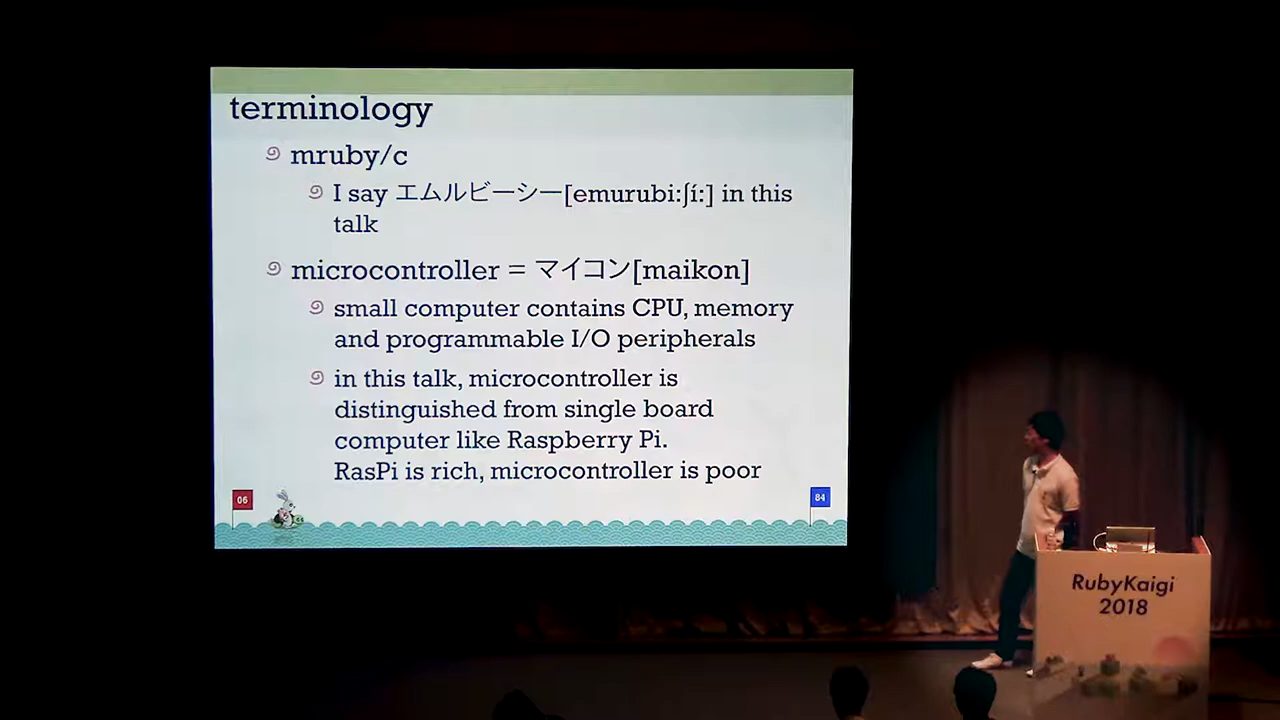 terminology
mruby/c
I say エムルビーシー[emurubi:ʃí:] in this
talk
microcontroller = マイコン[maikon]
small computer contains CPU, memory
and programmable I/O peripherals
in this talk, microcontroller is
distinguished from single board
computer like Raspberry Pi.
RasPi is rich, microcontroller is poor
06
84
RubyKaigi
2018